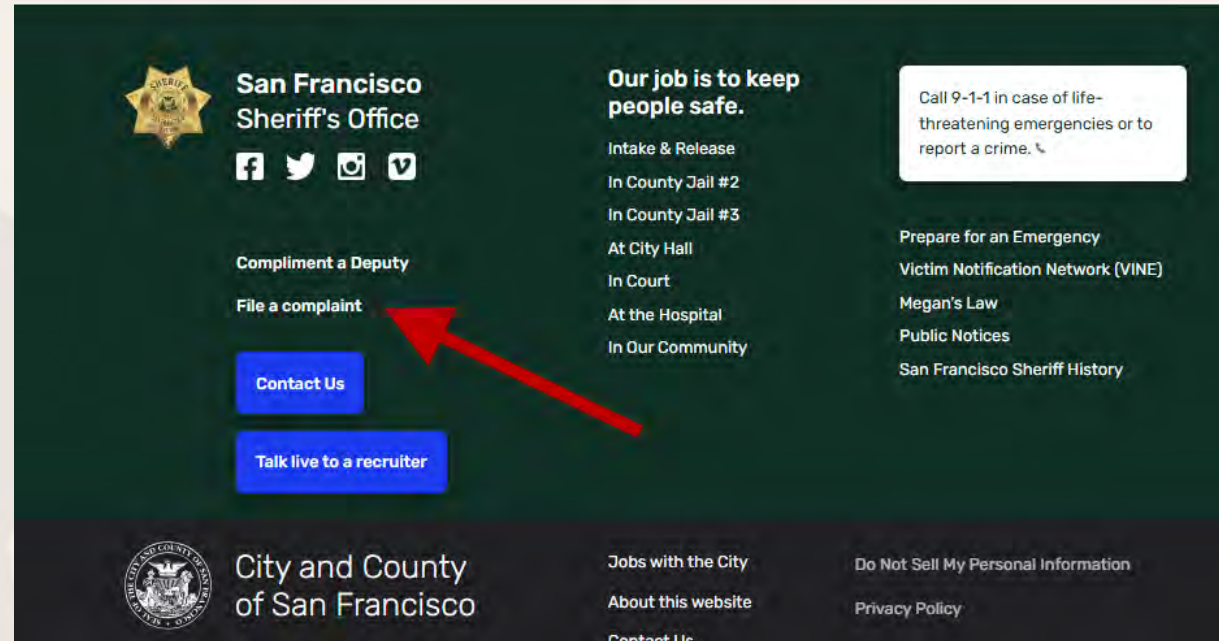 San Francisco
Sheriff's Office
Compliment a Deputy
File a complaint
Contact Us
Talk live to a recruiter
Our job is to keep
people safe.
Intake & Release
In County Jail #2
In County Jail #3
At City Hall
In Court
At the Hospital
In Our Community
Call 9-1-1 in case of life-
threatening emergencies or to
report a crime.
Prepare for an Emergency
Victim Notification Network (VINE)
Megan's Law
Public Notices
San Francisco Sheriff History
City and County
of San Francisco
Jobs with the City
About this website
Contact Us
Do Not Sell My Personal Information
Privacy Policy